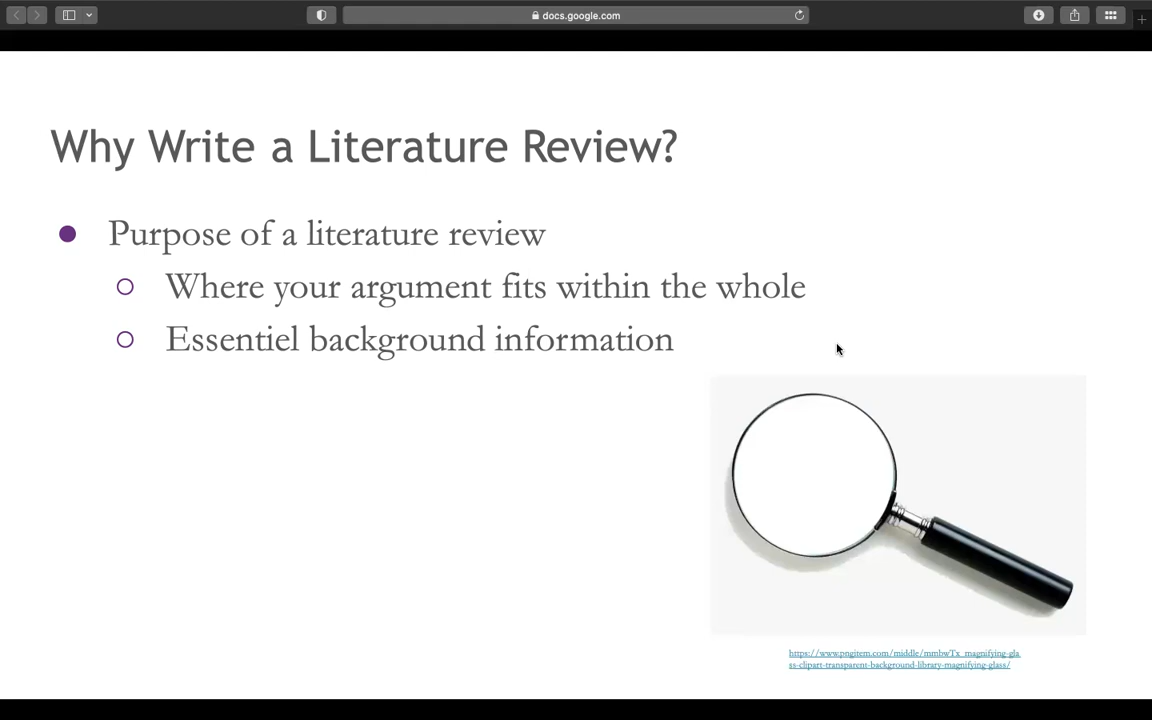 docs.google.com
Why Write a Literature Review?
Purpose of a literature review
Where your argument fits within the whole
Essentiel background information
https://www.pngitem.com/middle/mmbwTx_magnifying-gla
ss-clipart-transparent-background-library-magnifying-glass/